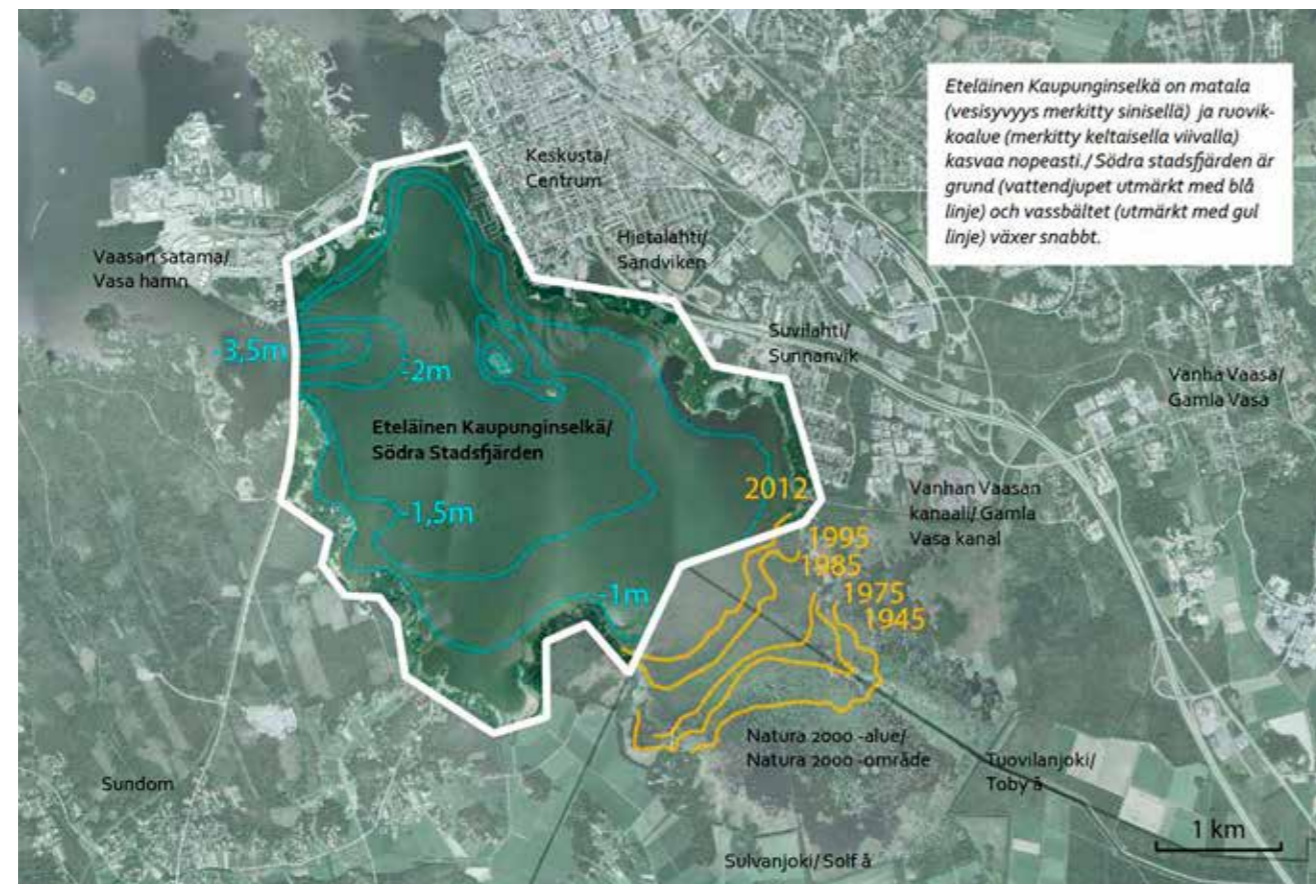 Eteläinen Kaupunginselkä on matala
(vesisyvyys merkitty sinisellä) ja ruovik-
koalue (merkitty keltaisella viivalla)
kasvaa nopeasti./ Södra stadsfjärden är
grund (vattendjupet utmärkt med blå
linje) och vassbältet (utmärkt med gul
linje) växer snabbt.
Keskusta/
Centrum
Hietalahti/
Sandviken
Vaasan satama/
Vasa hamn
Suvilahti/
Sunnanvik
Vanha Vaasa/
Gamla Vasa
-3,5m
-2m
Eteläinen Kaupunginselkä/
Södra Stadsfjärden
-1,5m
-1m
Vanhan Vaasan
kanaali/ Gamla
Vasa kanal
2012
1995
1985
1975
1945
Natura 2000 -alue/
Natura 2000 -område
Tuovilanjoki/
Toby å
Sundom
Sulvanjoki/ Solf å
1 km